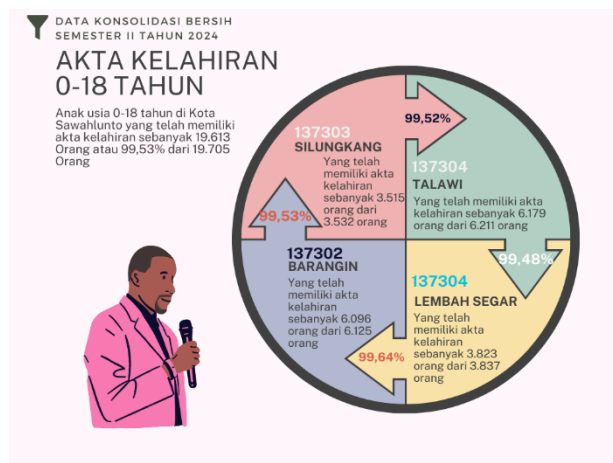 DATA KONSOLIDASI BERSIH
SEMESTER II TAHUN 2024
AKTA KELAHIRAN
0-18 TAHUN
Anak usia 0-18 tahun di Kota
Sawahlunto yang telah memiliki
akta kelahiran sebanyak 19.613
Orang atau 99,53% dari 19.705
Orang
137303
SILUNGKANG
Yang telah
memiliki akta
kelahiran
sebanyak 3.515
orang dari
3.532 orang
99,52%
137304
TALAWI
Yang telah memiliki akta
kelahiran sebanyak 6.179
orang dari 6.211 orang
99,48%
99,53%
137302
BARANGIN
Yang telah
memiliki akta
kelahiran
sebanyak 6.096
orang dari 6.125
orang
137304
LEMBAH SEGAR
Yang telah
memiliki akta
kelahiran
sebanyak 3.823
orang dari 3.837
orang
99,64%